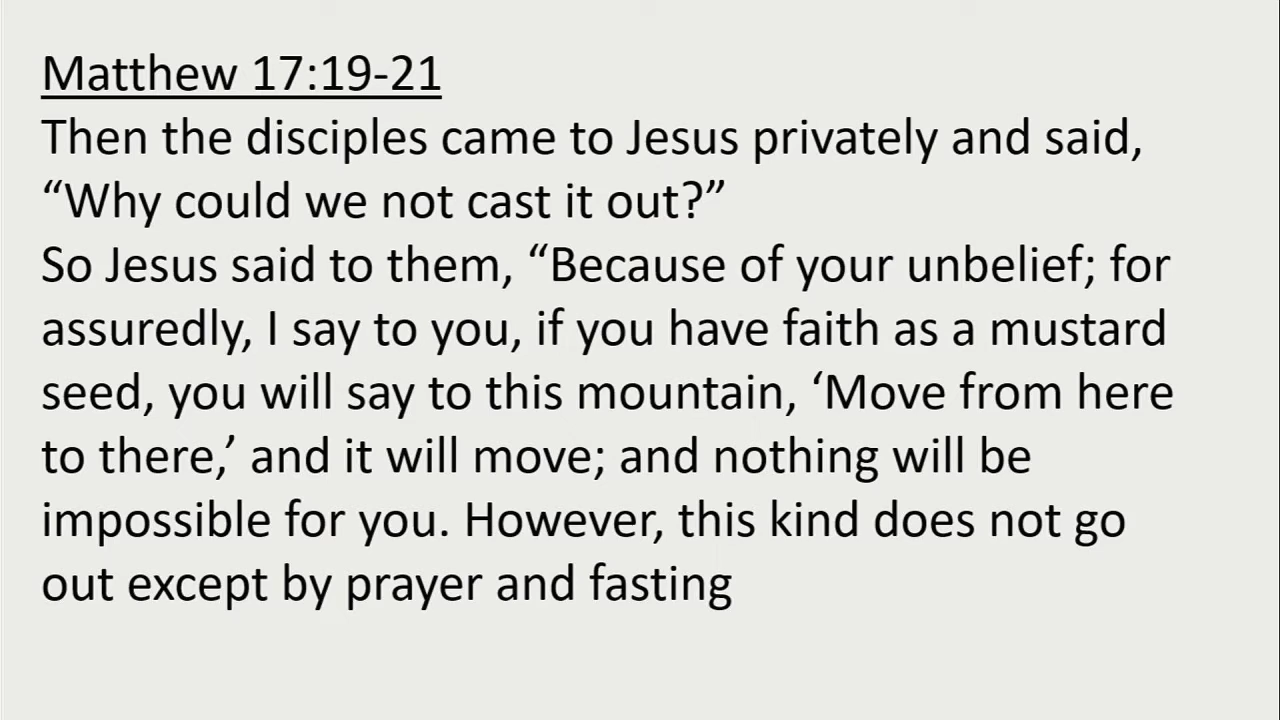 Matthew 17:19-21
Then the disciples came to Jesus privately and said,
“Why could we not cast it out?”
So Jesus said to them, “Because of your unbelief; for
assuredly, I say to you, if you have faith as a mustard
seed, you will say to this mountain, ‘Move from here
to there,’ and it will move; and nothing will be
impossible for you. However, this kind does not go
out except by prayer and fasting